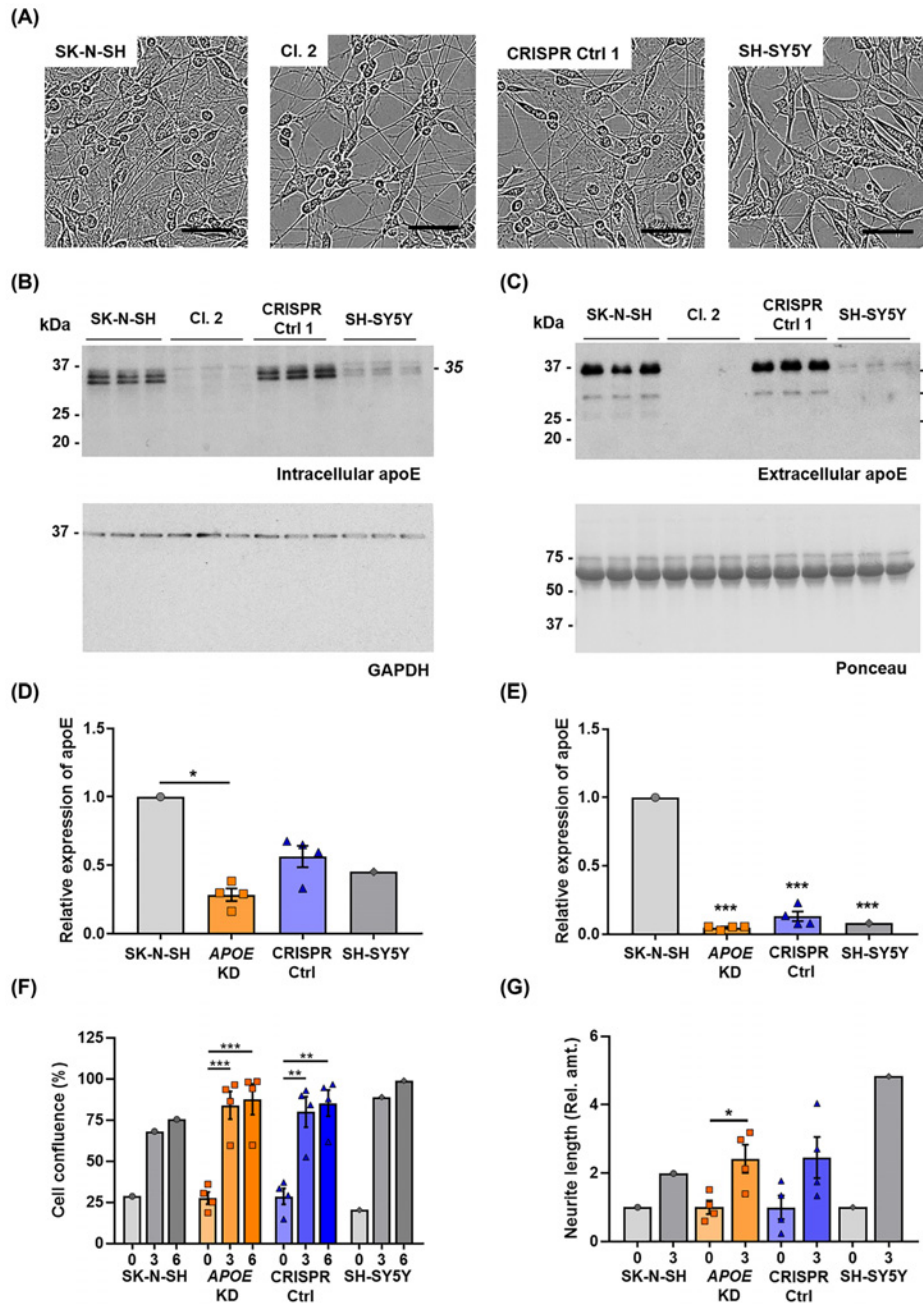 (A)
SK-N-SH
Cl. 2
CRISPR Ctrl 1
SH-SY5Y
(B)
kDa
SK-N-SH
Cl. 2
CRISPR
Ctrl 1
SH-SY5Y
37 -
- 35
25 -
20 -
Intracellular apoE
37 -
GAPDH
(C)
kDa
SK-N-SH
Cl. 2
CRISPR
Ctrl 1
SH-SY5Y
37 -
25 -
20 -
Extracellular apoE
75 -
50 -
37 -
Ponceau
(D)
Relative expression of apoE
1.5
1.0
0.5
0.0
*
SK-N-SH
APOE
KD
CRISPR
Ctrl
SH-SY5Y
(E)
Relative expression of apoE
1.5
1.0
0.5
0.0
***
***
***
SK-N-SH
APOE
KD
CRISPR
Ctrl
SH-SY5Y
(F)
Cell confluence (%)
125
100
75
50
25
0
***
***
**
**
0 3 6 0 3 6 0 3 6 0 3 6
SK-N-SH
APOE
KD
CRISPR
Ctrl
SH-SY5Y
(G)
Neurite length (Rel. amt.)
6
4
2
0
*
0 3 0 3 0 3 0 3
SK-N-SH
APOE
KD
CRISPR
Ctrl
SH-SY5Y